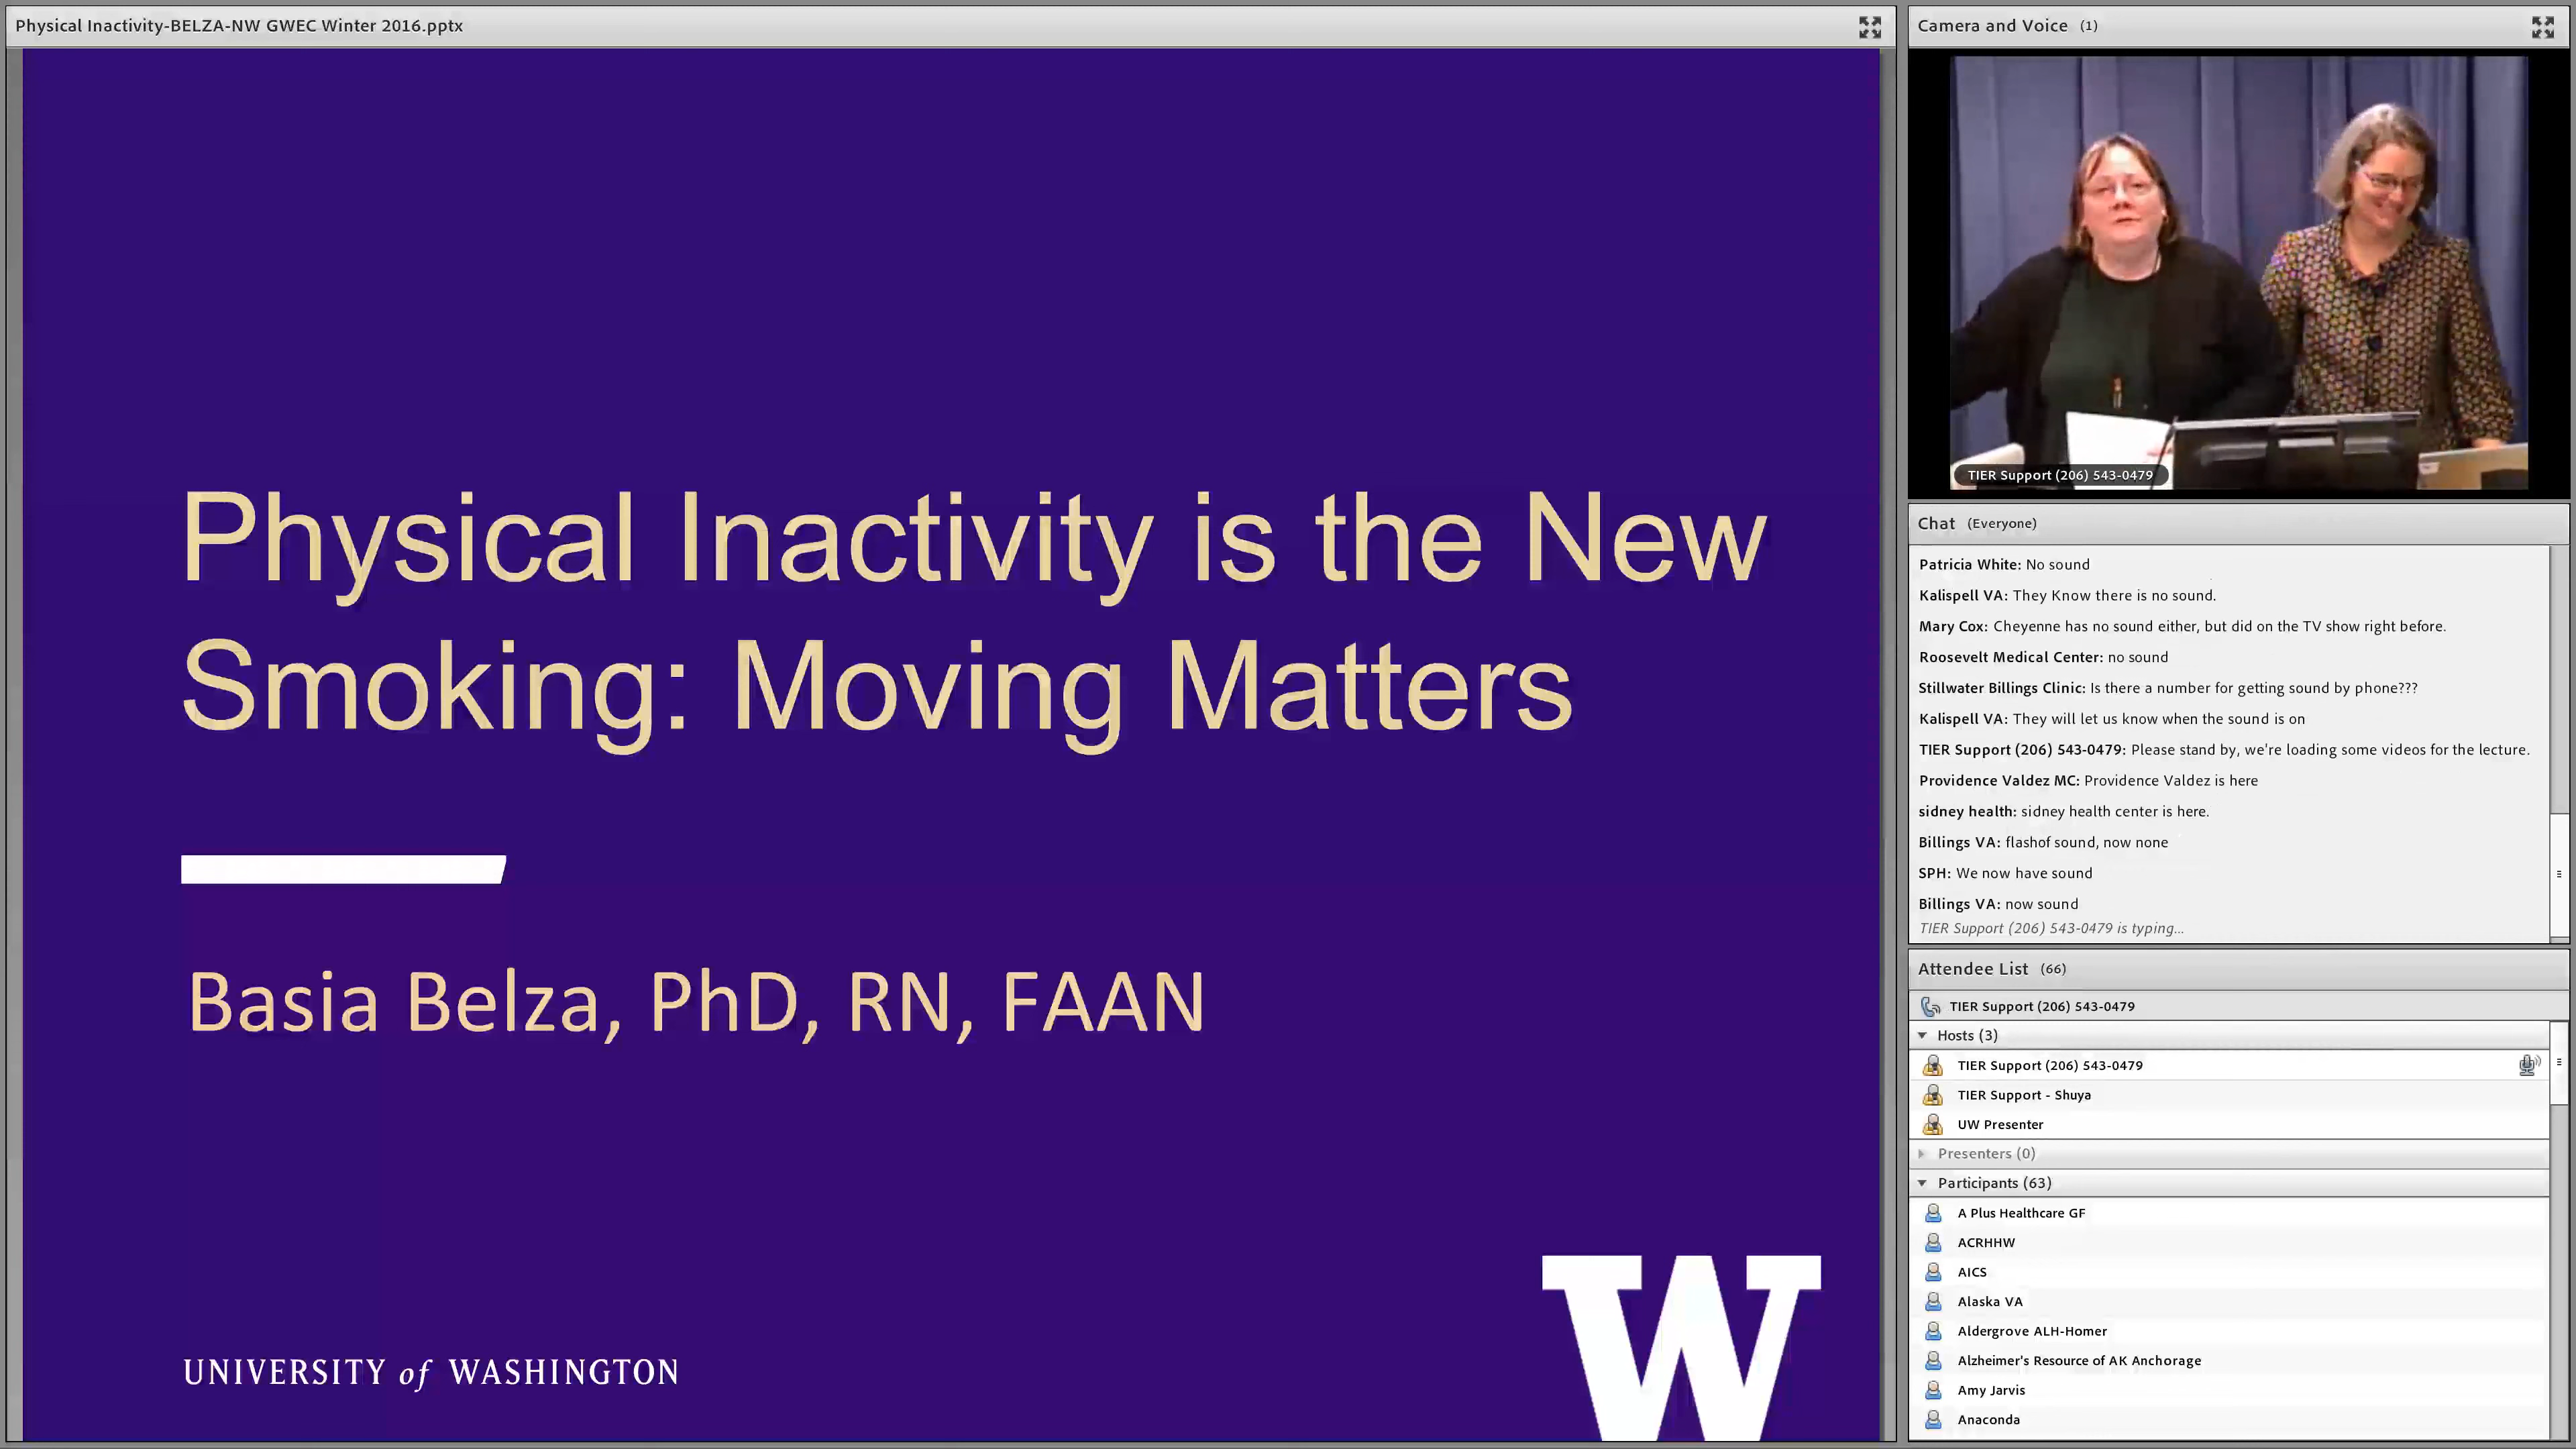 Physical Inactivity-BELZA-NW GWEC Winter 2016.pptx
Physical Inactivity is the New
Smoking: Moving Matters
Basia Belza, PhD, RN, FAAN
UNIVERSITY of WASHINGTON
W
Camera and Voice (1)
TIER Support (206) 543-0479
Chat (Everyone)
Patricia White: No sound
Kalispell VA: They Know there is no sound.
Mary Cox: Cheyenne has no sound either, but did on the TV show right before.
Roosevelt Medical Center: no sound
Stillwater Billings Clinic: Is there a number for getting sound by phone???
Kalispell VA: They will let us know when the sound is on
TIER Support (206) 543-0479: Please stand by, we're loading some videos for the lecture.
Providence Valdez MC: Providence Valdez is here
sidney health: sidney health center is here.
Billings VA: flashof sound, now none
SPH: We now have sound
Billings VA: now sound
TIER Support (206) 543-0479 is typing...
Attendee List (66)
TIER Support (206) 543-0479
Hosts (3)
TIER Support (206) 543-0479
TIER Support - Shuya
UW Presenter
Presenters (0)
Participants (63)
A Plus Healthcare GF
ACRHHW
AICS
Alaska VA
Aldergrove ALH-Homer
Alzheimer's Resource of AK Anchorage
Amy Jarvis
Anaconda